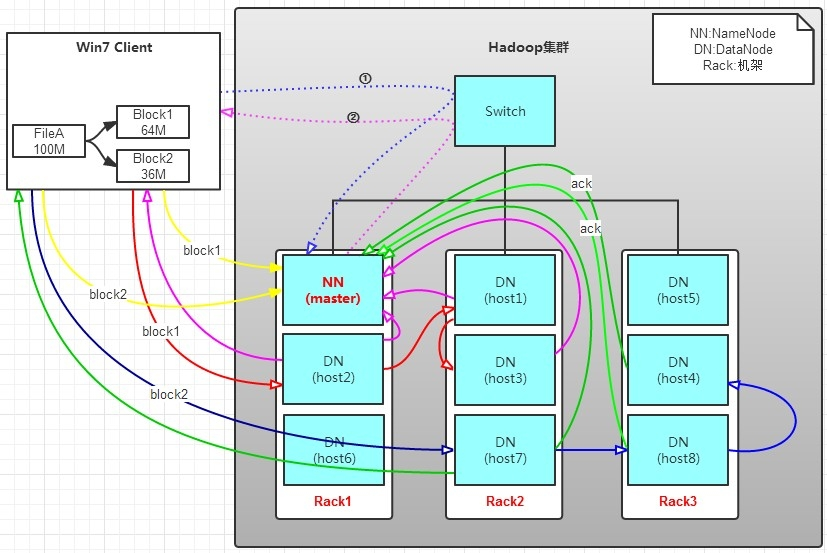 Win7 Client
Hadoop集群
NN:NameNode
DN:DataNode
Rack:机架
①
②
Block1
64M
FileA
100M
Block2
36M
Switch
ack
ack
block1
block2
block1
block2
NN
(master)
DN
(host1)
DN
(host5)
DN
(host2)
DN
(host3)
DN
(host4)
DN
(host6)
DN
(host7)
DN
(host8)
Rack1
Rack2
Rack3